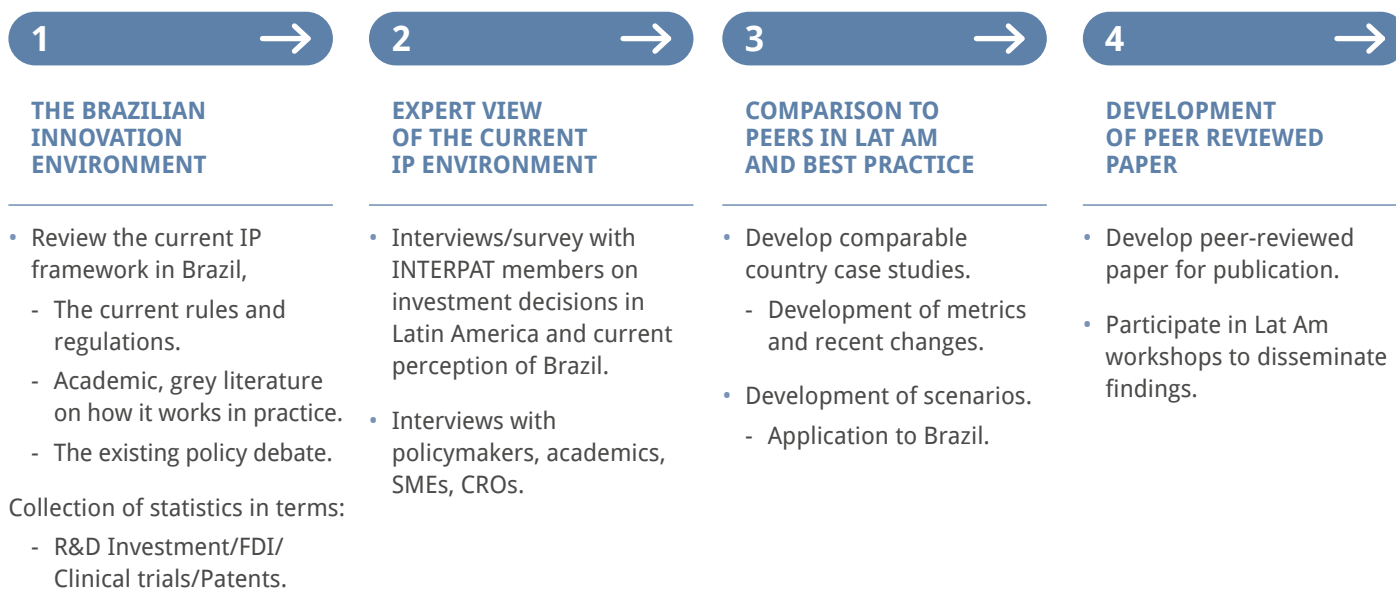 1
THE BRAZILIAN
INNOVATION
ENVIRONMENT
• Review the current IP
framework in Brazil,
- The current rules and
regulations.
- Academic, grey literature
on how it works in practice.
- The existing policy debate.
Collection of statistics in terms:
- R&D Investment/FDI/
Clinical trials/Patents.
2
EXPERT VIEW
OF THE CURRENT
IP ENVIRONMENT
• Interviews/survey with
INTERPAT members on
investment decisions in
Latin America and current
perception of Brazil.
• Interviews with
policymakers, academics,
SMEs, CROs.
3
COMPARISON TO
PEERS IN LAT AM
AND BEST PRACTICE
• Develop comparable
country case studies.
- Development of metrics
and recent changes.
• Development of scenarios.
- Application to Brazil.
4
DEVELOPMENT
OF PEER REVIEWED
PAPER
• Develop peer-reviewed
paper for publication.
• Participate in Lat Am
workshops to disseminate
findings.